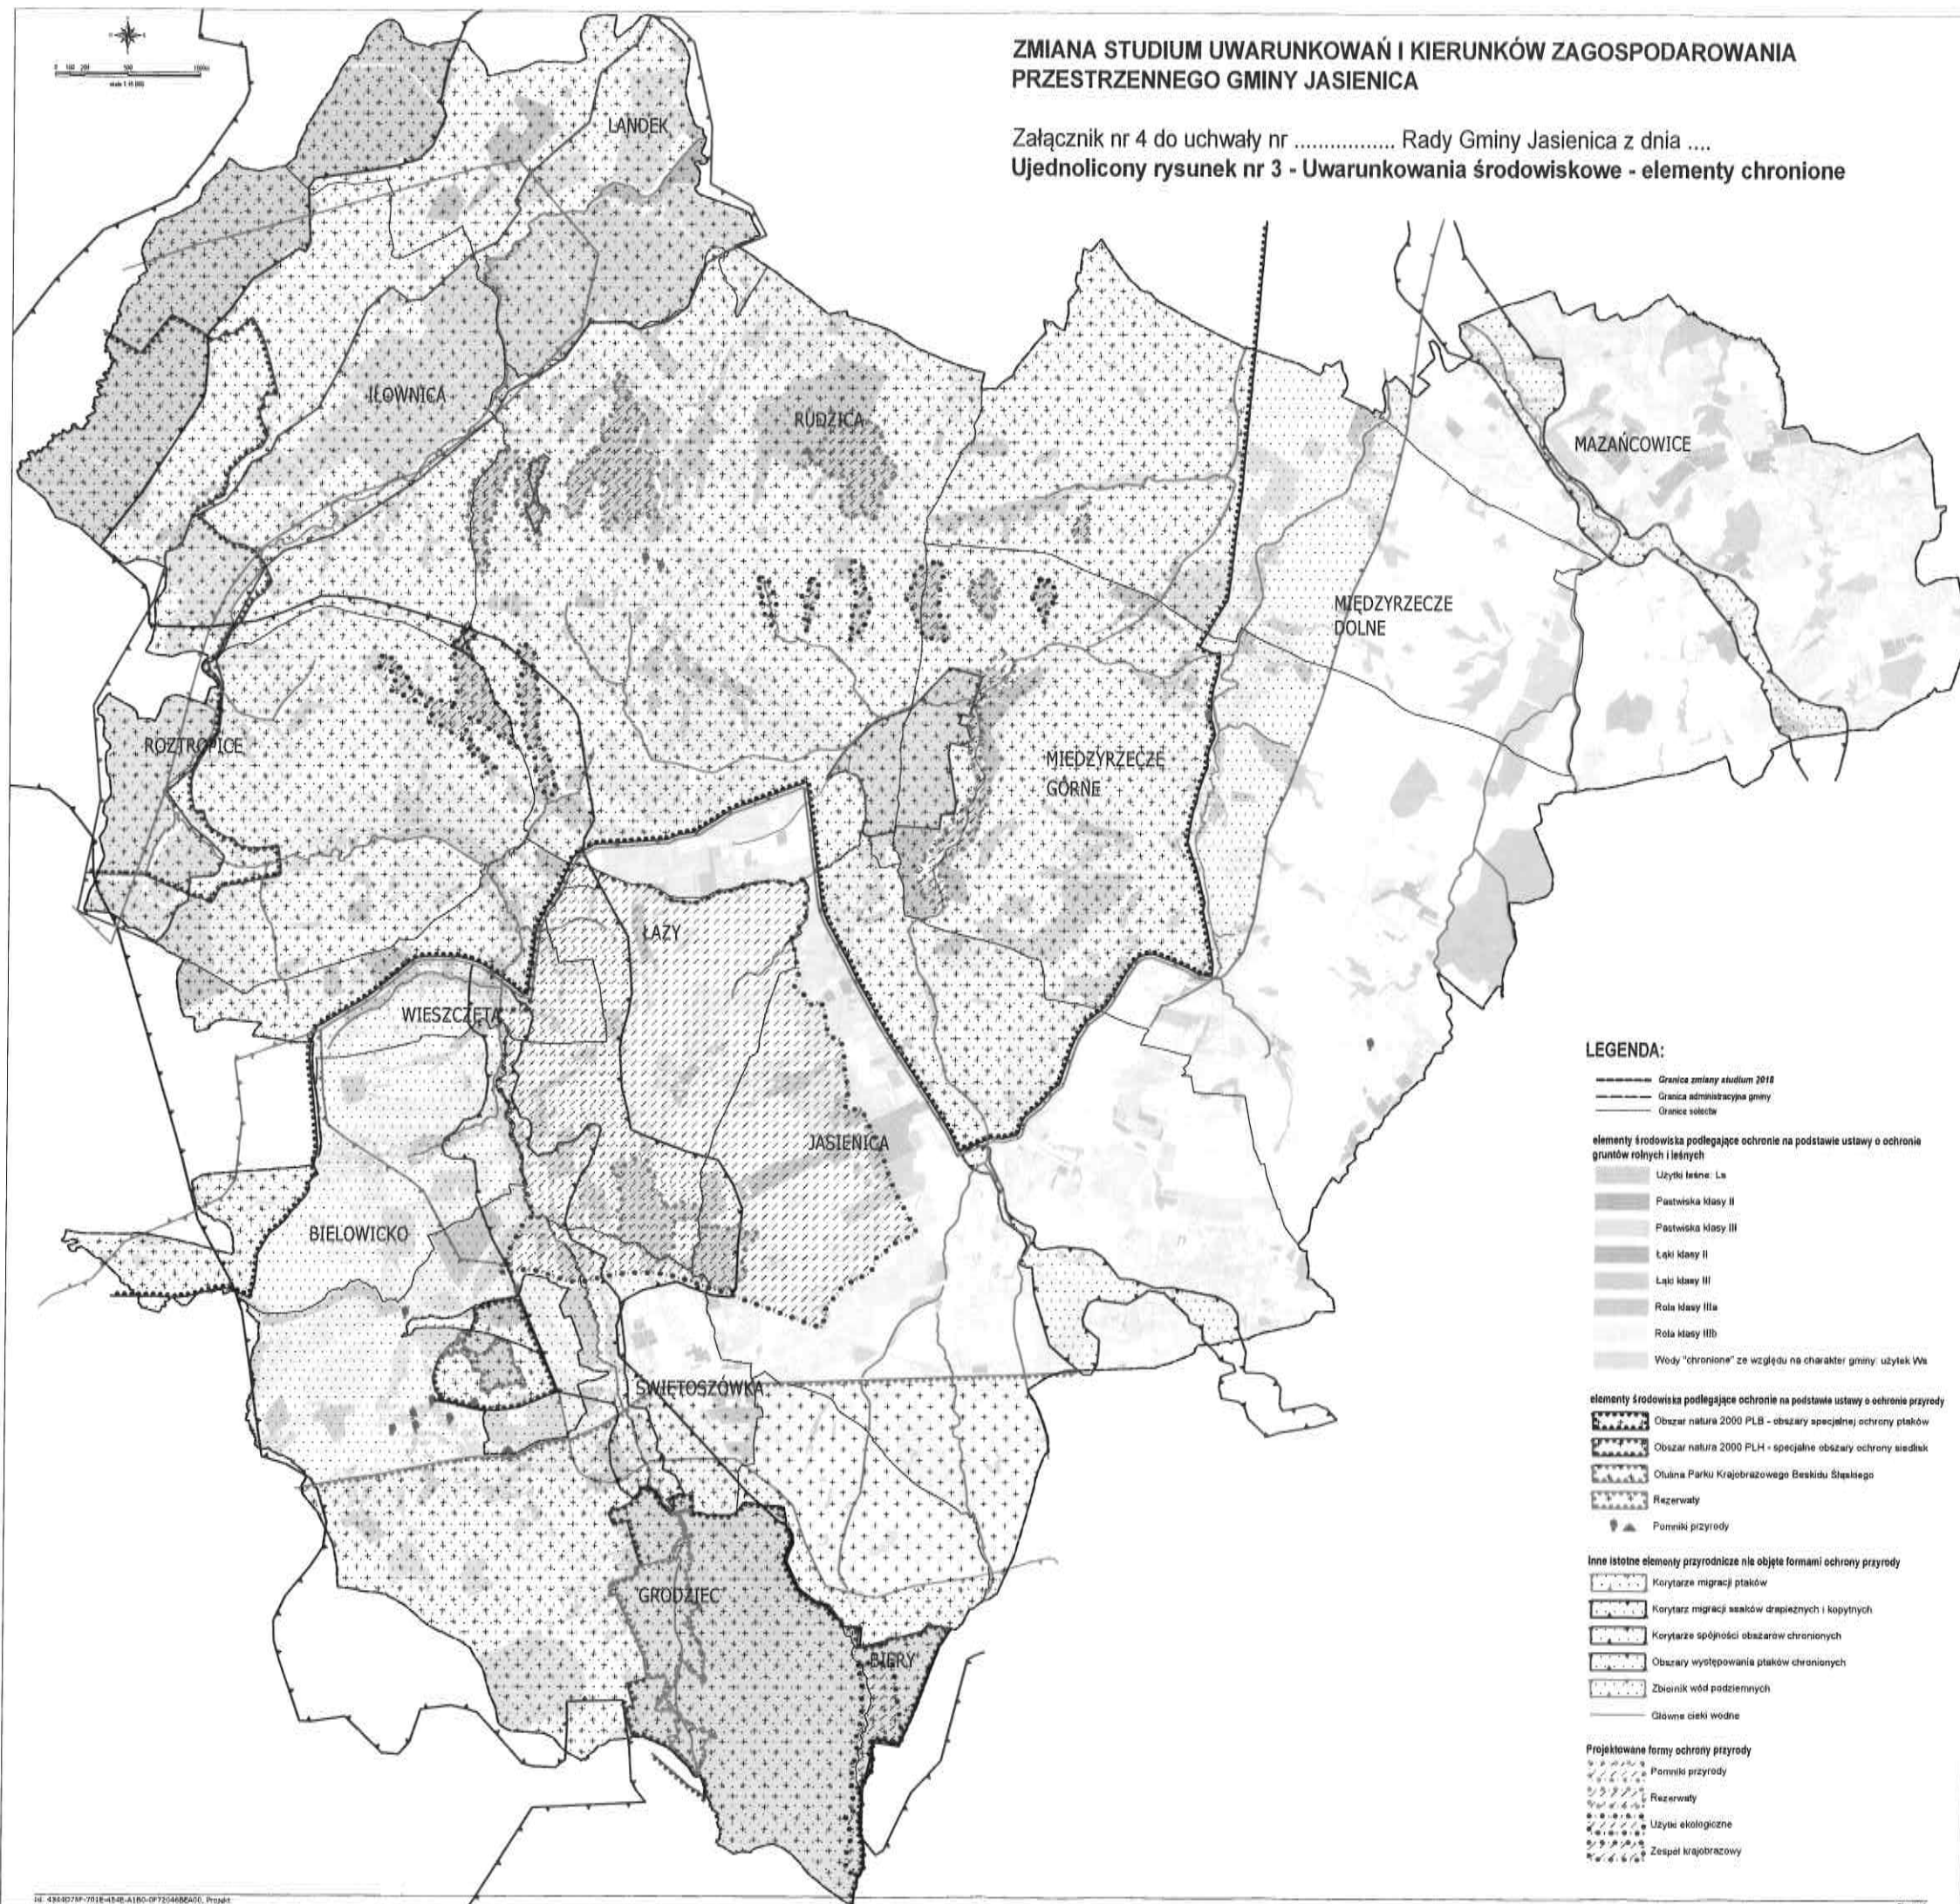 ZMIANA STUDIUM UWARUNKOWAŃ I KIERUNKÓW ZAGOSPODAROWANIA
PRZESTRZENNEGO GMINY JASIENICA
Załącznik nr 4 do uchwały nr ................. Rady Gminy Jasienica z dnia ....
Ujednolicony rysunek nr 3 - Uwarunkowania środowiskowe - elementy chronione
LANDEK
IŁOWNICA
RUDZICA
MAZAŃCOWICE
MIĘDZYRZECZE
DOLNE
ROZTROPICE
MIĘDZYRZECZE
GÓRNE
ŁAZY
WIESZCZĘTA
JASIENICA
BIELOWICKO
ŚWIĘTOSZÓWKA
GRODZIEC
BIERY
LEGENDA:
Granica zmiany studium 2018
Granica administracyjna gminy
Granice sołectw
elementy środowiska podlegające ochronie na podstawie ustawy o ochronie
gruntów rolnych i leśnych
Użytki leśne: Ls
Pastwiska klasy II
Pastwiska klasy III
Łąki klasy II
Łąki klasy III
Rola klasy IIIa
Rola klasy IIIb
Wody "chronione" ze względu na charakter gminy: użytek Ws
elementy środowiska podlegające ochronie na podstawie ustawy o ochronie przyrody
Obszar natura 2000 PLB - obszary specjalnej ochrony ptaków
Obszar natura 2000 PLH - specjalne obszary ochrony siedlisk
Otulina Parku Krajobrazowego Beskidu Śląskiego
Rezerwaty
Pomniki przyrody
Inne istotne elementy przyrodnicze nie objęte formami ochrony przyrody
Korytarze migracji ptaków
Korytarz migracji ssaków drapieżnych i kopytnych
Korytarze spójności obszarów chronionych
Obszary występowania ptaków chronionych
Zbiornik wód podziemnych
Główne cieki wodne
Projektowane formy ochrony przyrody
Pomniki przyrody
Rezerwaty
Użytki ekologiczne
Zespół krajobrazowy